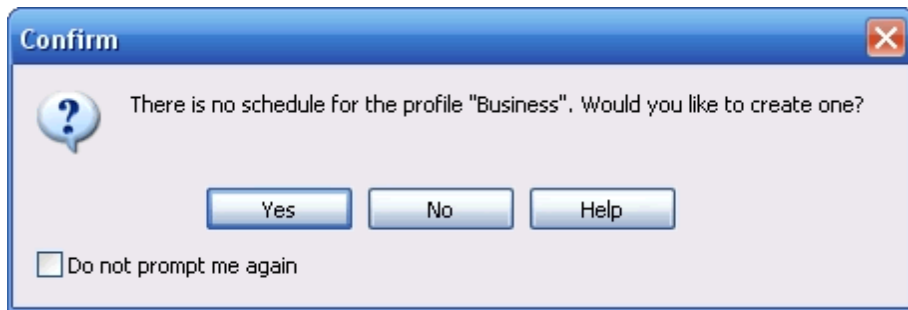 Confirm
There is no schedule for the profile "Business". Would you like to create one?
Yes
No
Help
Do not prompt me again